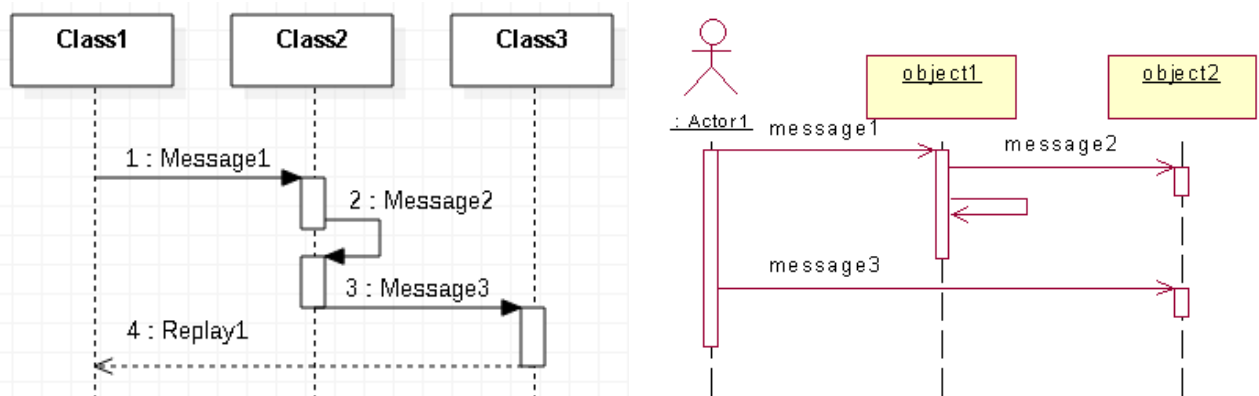 Class1
Class2
Class3
1 : Message1
2 : Message2
3 : Message3
4 : Replay1
: Actor1
object1
object2
message1
message2
message3